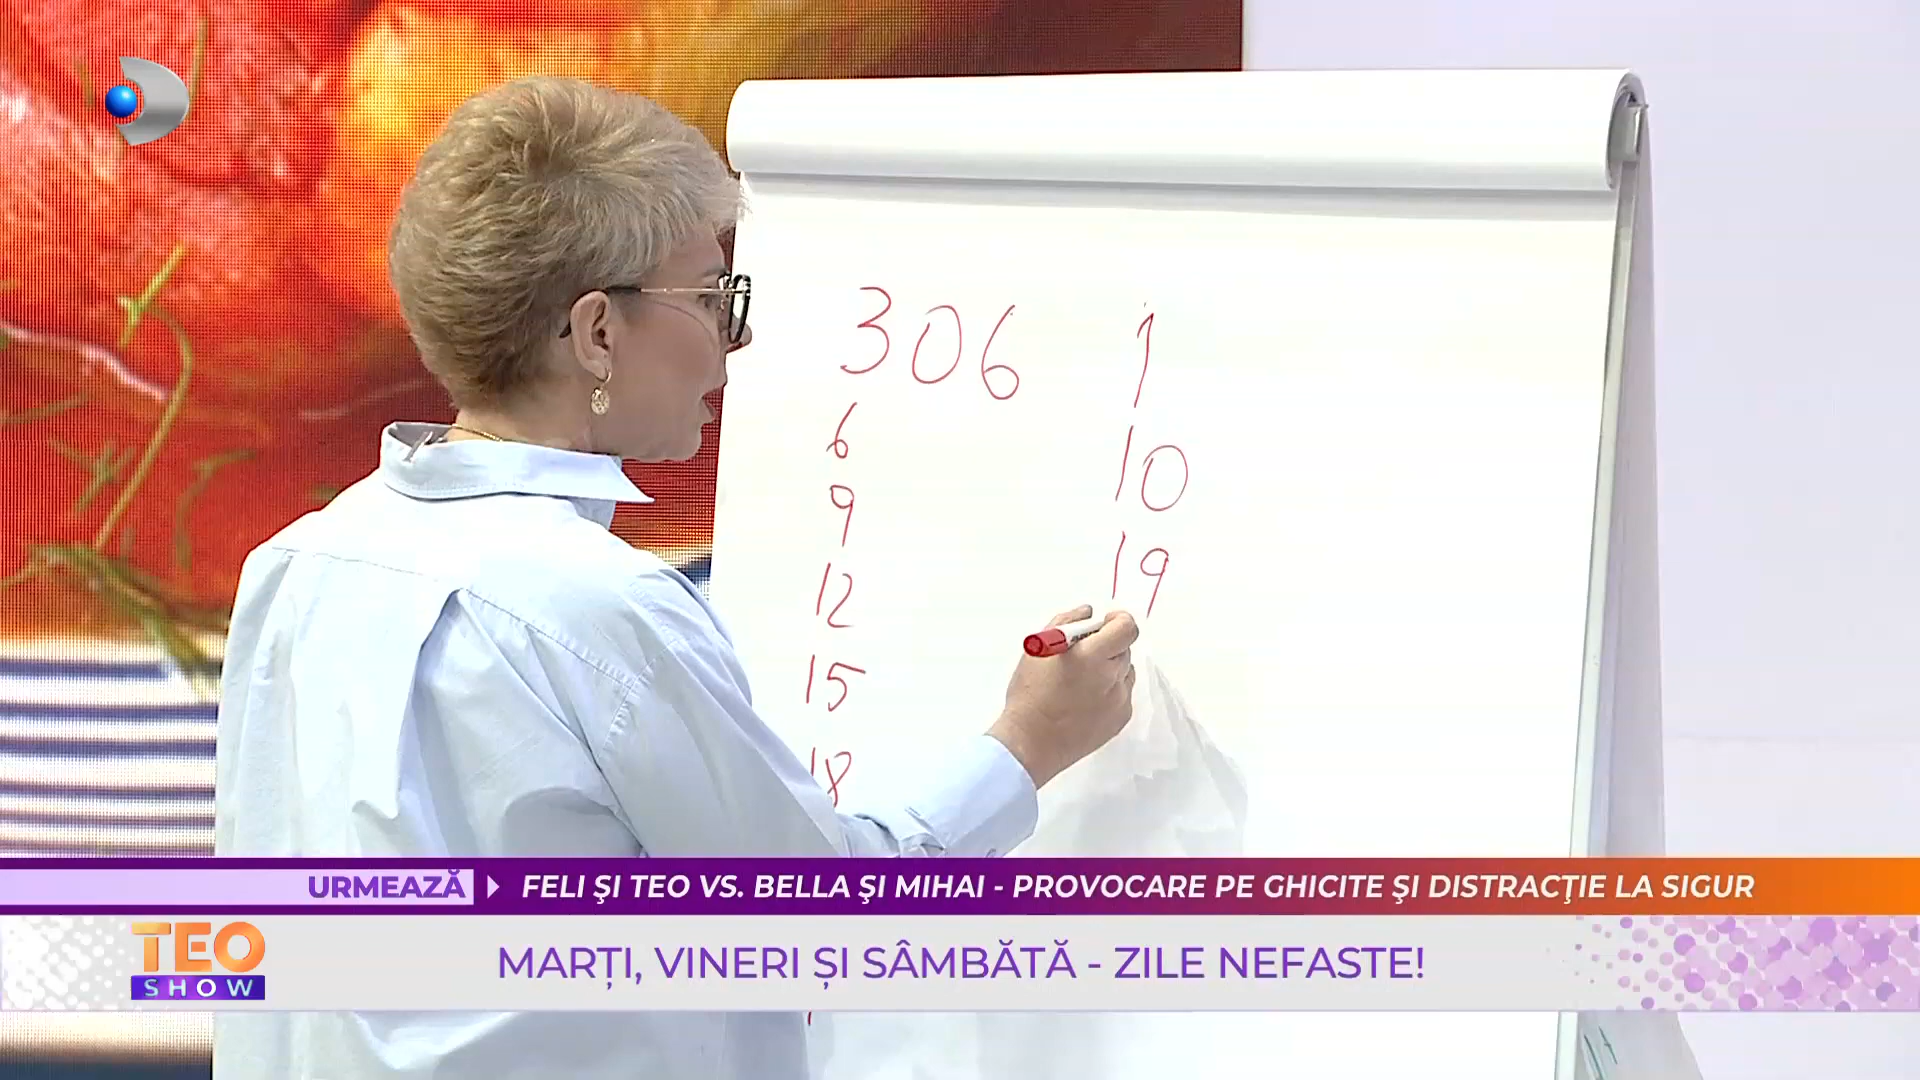 306
1
6
10
9
19
12
15
18
URMEAZĂ
FELI ŞI TEO VS. BELLA ŞI MIHAI - PROVOCARE PE GHICITE ŞI DISTRACŢIE LA SIGUR
TEO
SHOW
MARȚI, VINERI ȘI SÂMBĂTĂ - ZILE NEFASTE!